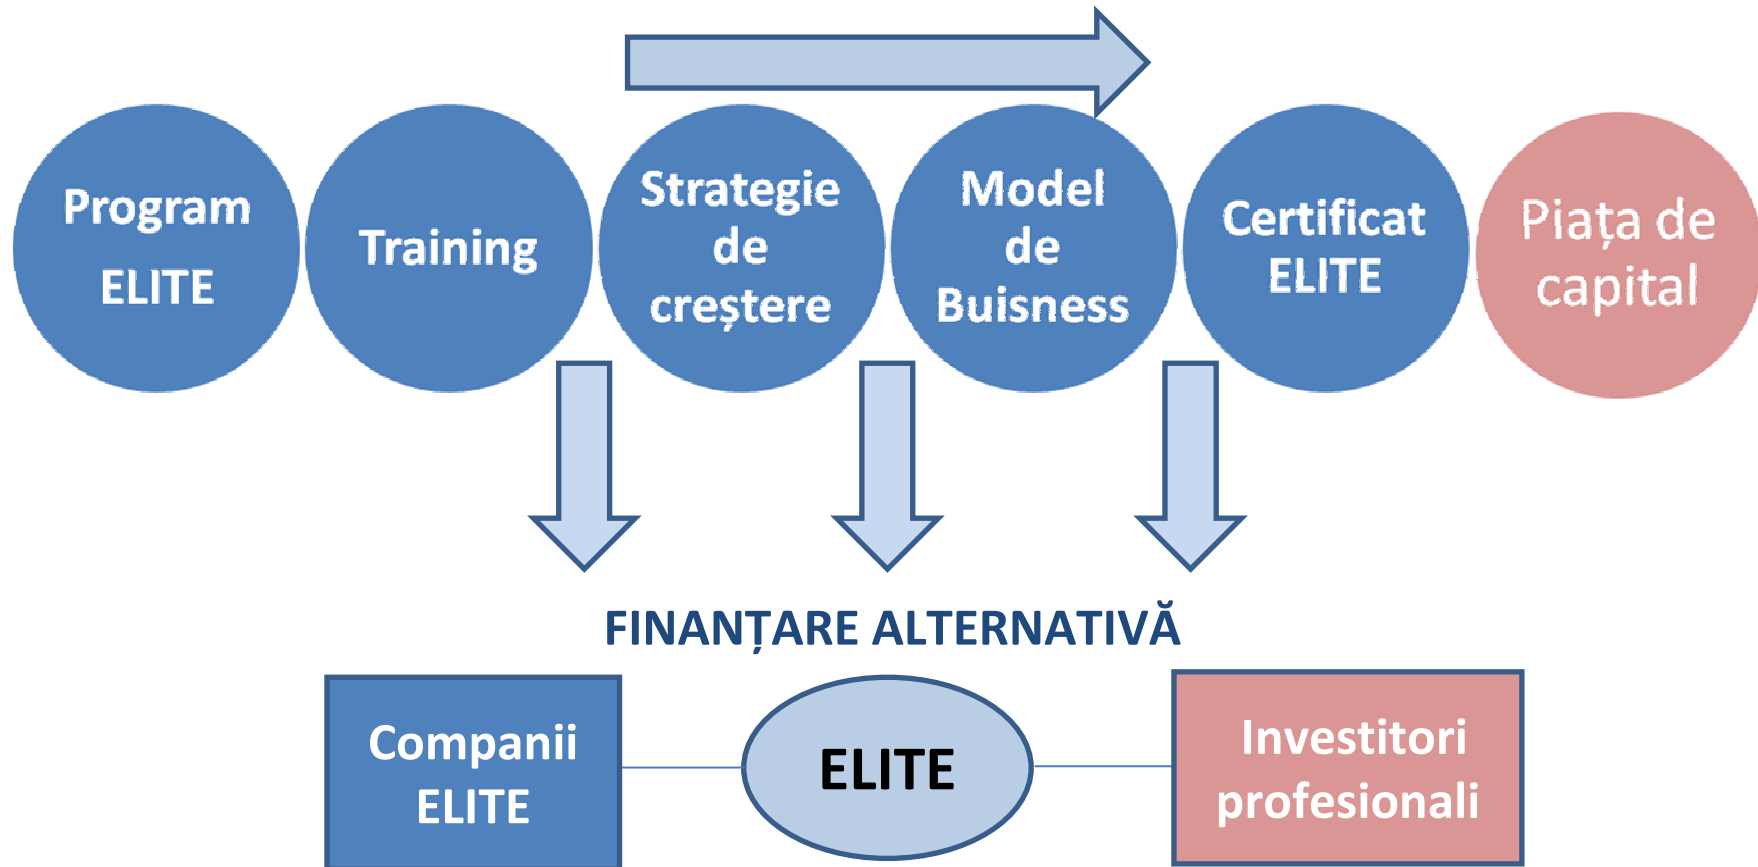 Program
ELITE
Training
Strategie
de
creștere
Model
de
Buisness
Certificat
ELITE
Piața de
capital
FINANȚARE ALTERNATIVĂ
Companii
ELITE
ELITE
Investitori
profesionali